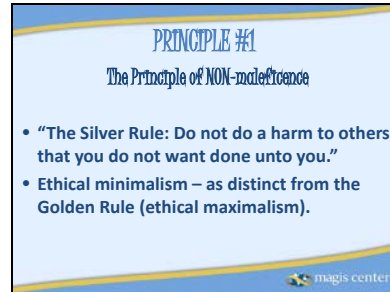 PRINCIPLE #1
The Principle of NON-maleficance
• “The Silver Rule: Do not do a harm to others
that you do not want done unto you.”
• Ethical minimalism – as distinct from the
Golden Rule (ethical maximalism).
magis center